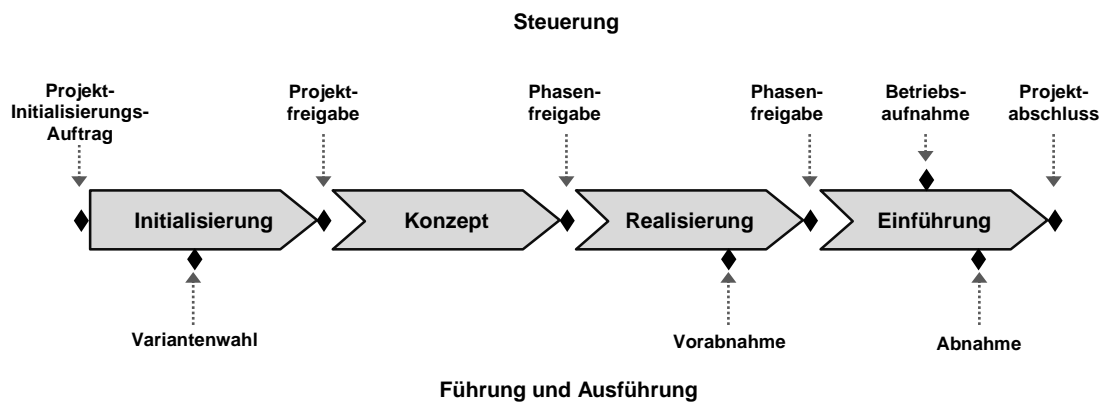 Steuerung
Projekt-
Initialisierungs-
Auftrag
Projekt-
freigabe
Phasen-
freigabe
Phasen-
freigabe
Betriebs-
aufnahme
Projekt-
abschluss
Initialisierung
Konzept
Realisierung
Einführung
Variantenwahl
Vorabnahme
Abnahme
Führung und Ausführung